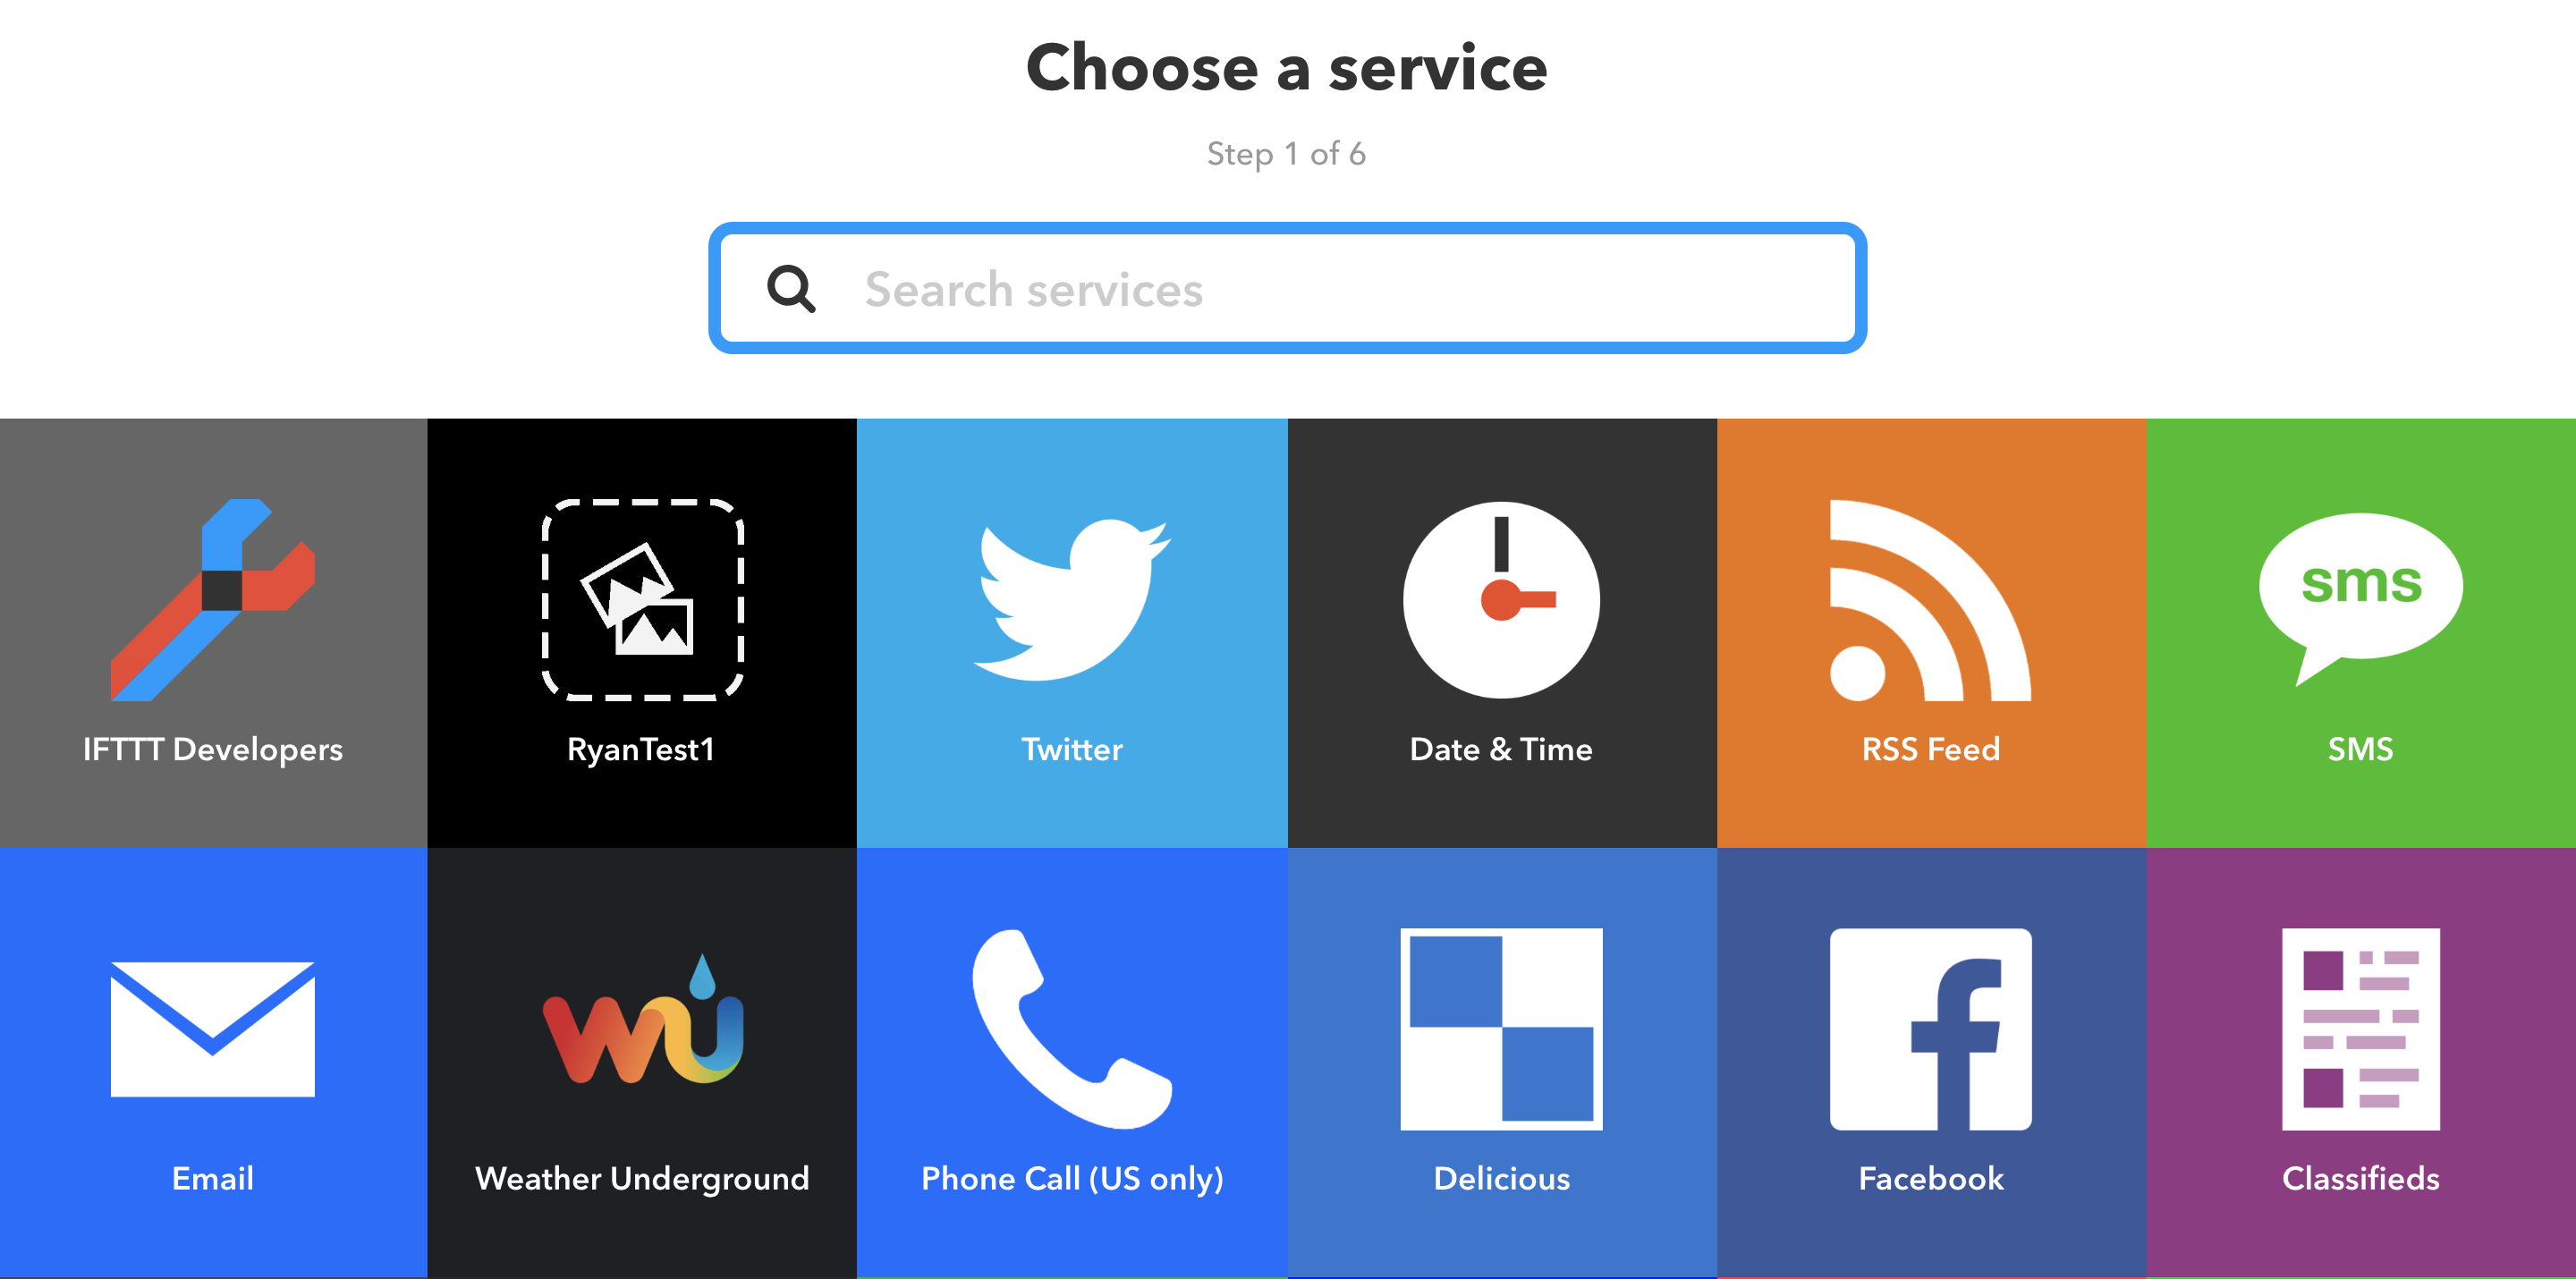 Choose a service
Step 1 of 6
Search services
sms
IFTTT Developers
RyanTest1
Twitter
Date & Time
RSS Feed
SMS
Email
Weather Underground
Phone Call (US only)
Delicious
Facebook
Classifieds